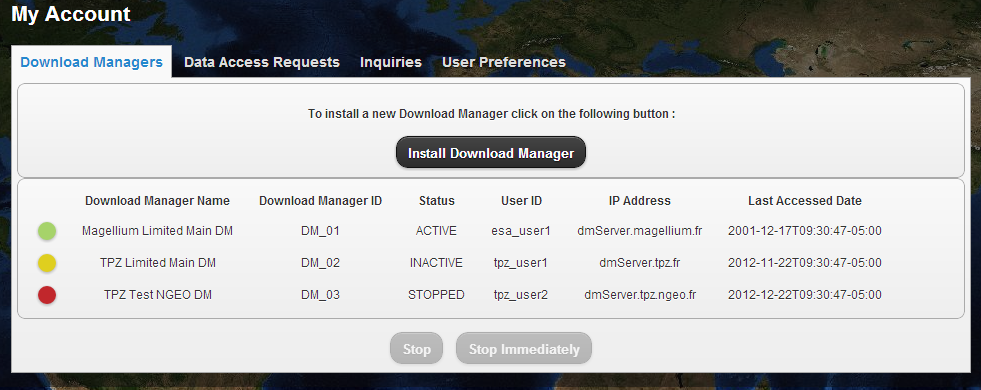 My Account
Download Managers Data Access Requests Inquiries User Preferences
To install a new Download Manager click on the following button :
Install Download Manager
Download Manager Name Download Manager ID Status User ID IP Address Last Accessed Date
Magellium Limited Main DM DM_01 ACTIVE esa_user1 dmServer.magellium.fr 2001-12-17T09:30:47-05:00
TPZ Limited Main DM DM_02 INACTIVE tpz_user1 dmServer.tpz.fr 2012-11-22T09:30:47-05:00
TPZ Test NGEO DM DM_03 STOPPED tpz_user2 dmServer.tpz.ngeo.fr 2012-12-22T09:30:47-05:00
Stop Stop Immediately